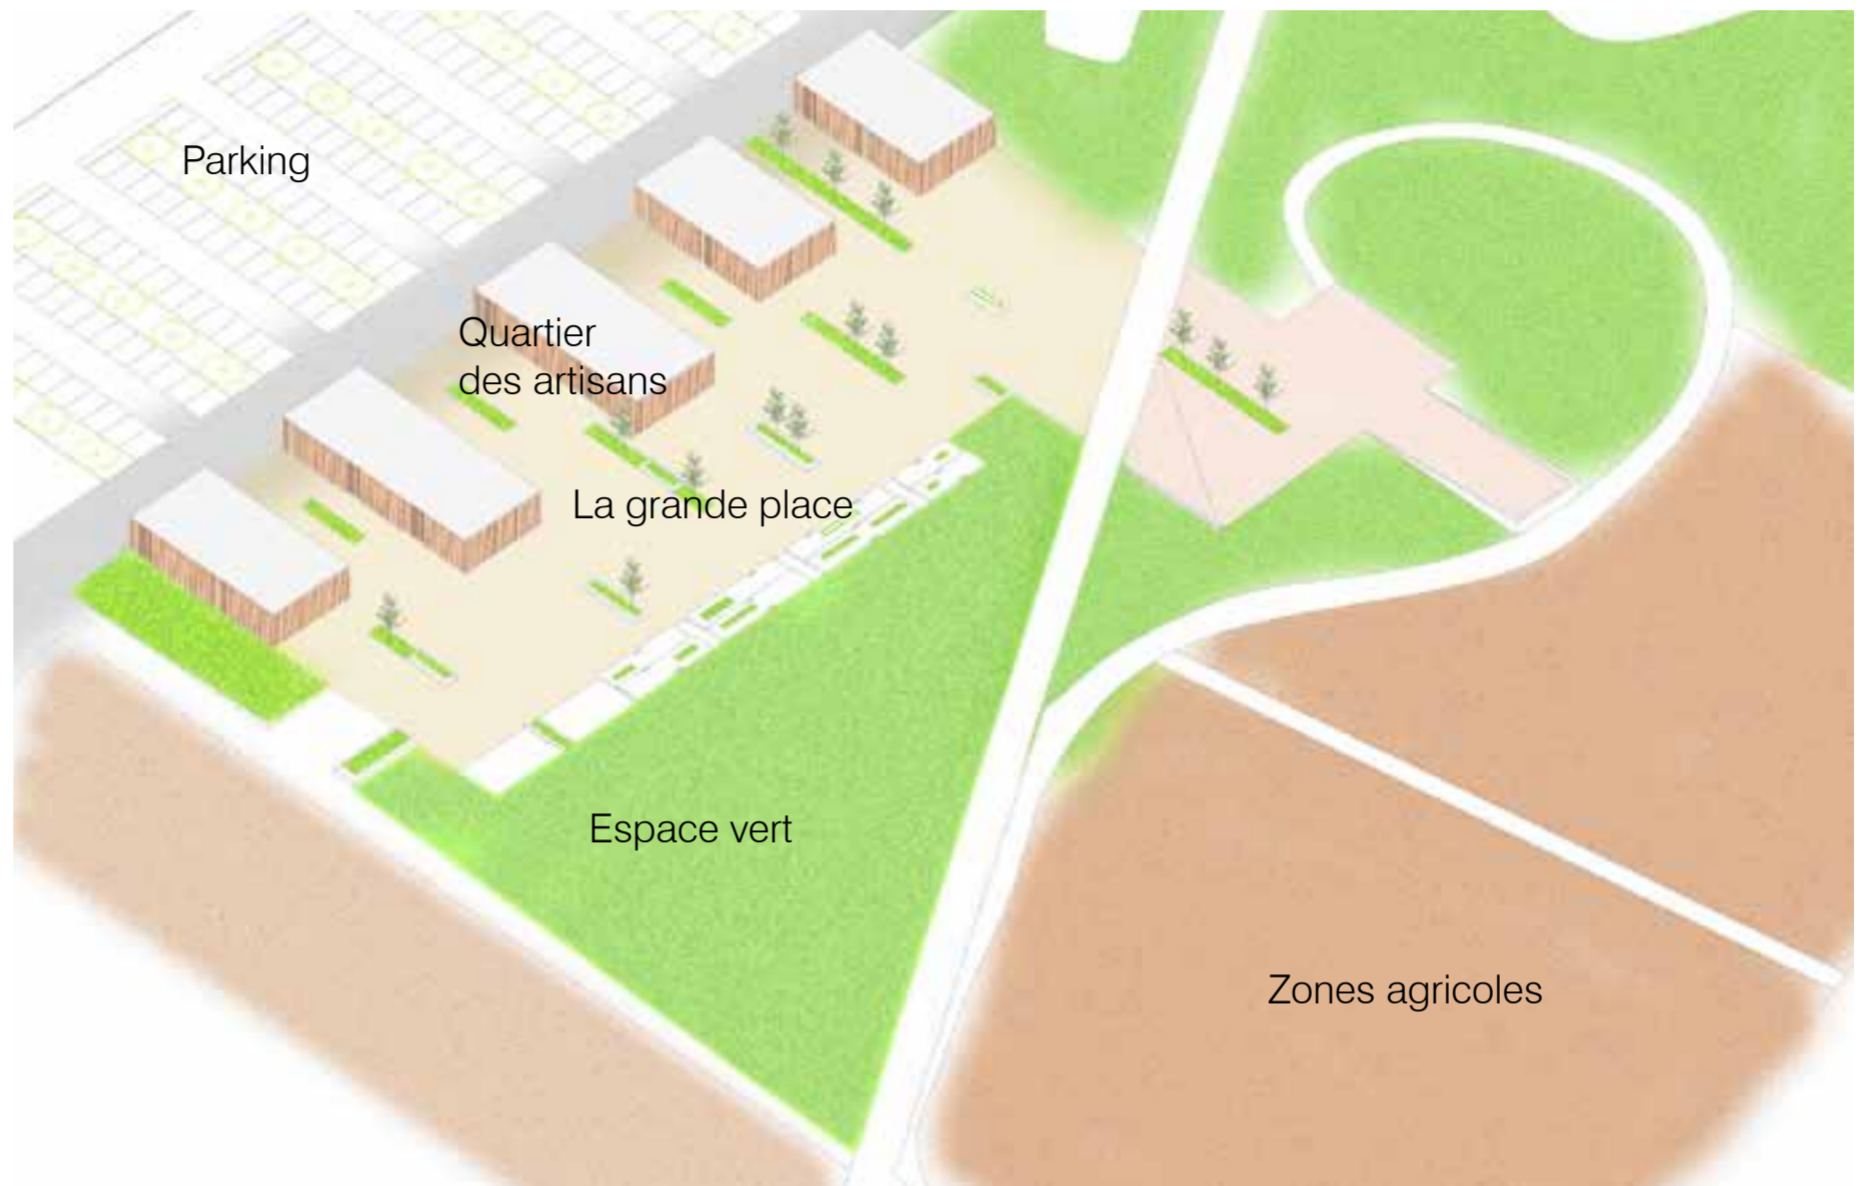 Parking
Quartier
des artisans
La grande place
Espace vert
Zones agricoles